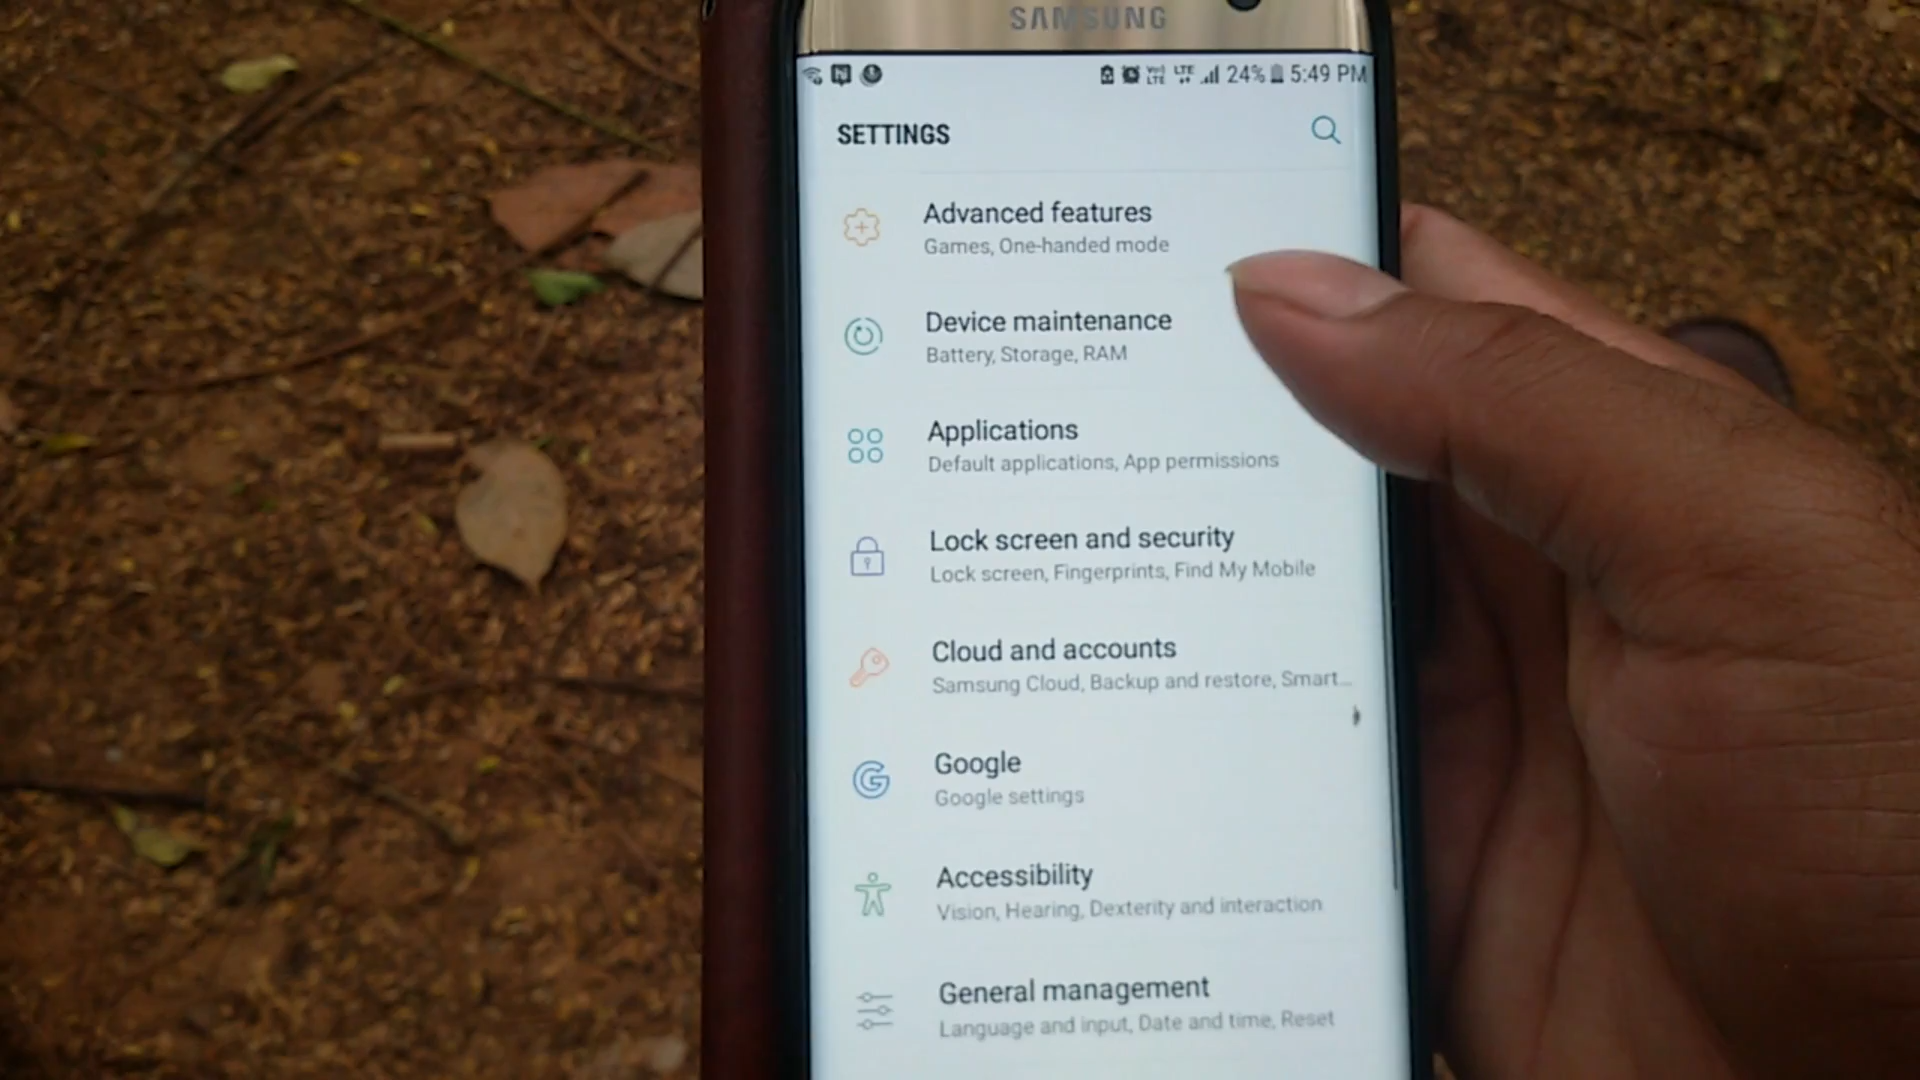 SAMSUNG
24% 5:49 PM
SETTINGS
Advanced features
Games, One-handed mode
Device maintenance
Battery, Storage, RAM
Applications
Default applications, App permissions
Lock screen and security
Lock screen, Fingerprints, Find My Mobile
Cloud and accounts
Samsung Cloud, Backup and restore, Smart...
Google
Google settings
Accessibility
Vision, Hearing, Dexterity and interaction
General management
Language and input, Date and time, Reset